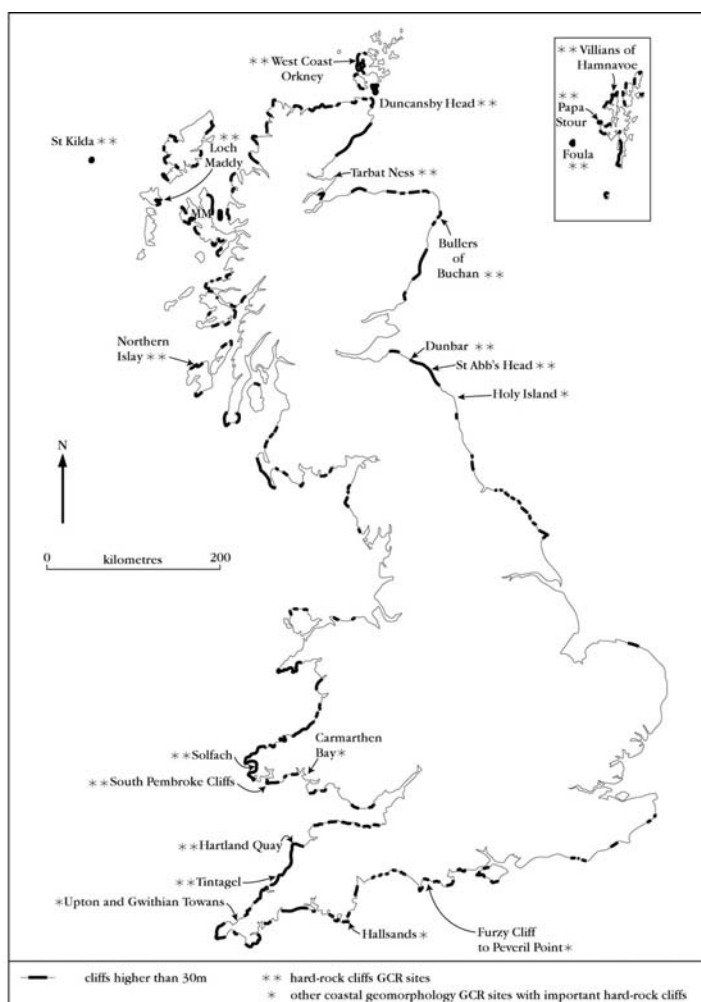 ** West Coast
Orkney
** Villians of
Hamnavoe
**
Papa
Stour
Foula
**
Duncansby Head **
St Kilda **
**
Loch
Maddy
MM
Tarbat Ness **
Bullers
of
Buchan **
Northern
Islay **
Dunbar **
St Abb's Head **
Holy Island *
N
0 kilometres 200
Carmarthen
Bay*
**Solfach
**South Pembroke Cliffs
**Hartland Quay
**Tintagel
*Upton and Gwithian Towans
Hallsands *
Furzy Cliff
to Peveril Point*
cliffs higher than 30m
** hard-rock cliffs GCR sites
* other coastal geomorphology GCR sites with important hard-rock cliffs